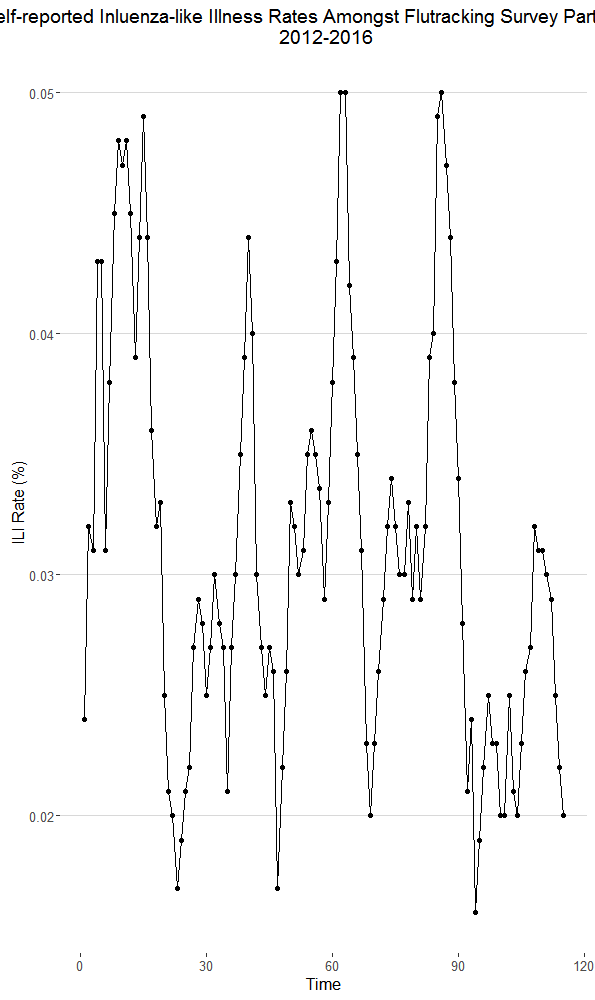 elf-reported Inluenza-like Illness Rates Amongst Flutracking Survey Part
2012-2016
0.05
0.04
0.03
0.02
ILI Rate (%)
0 30 60 90 120
Time